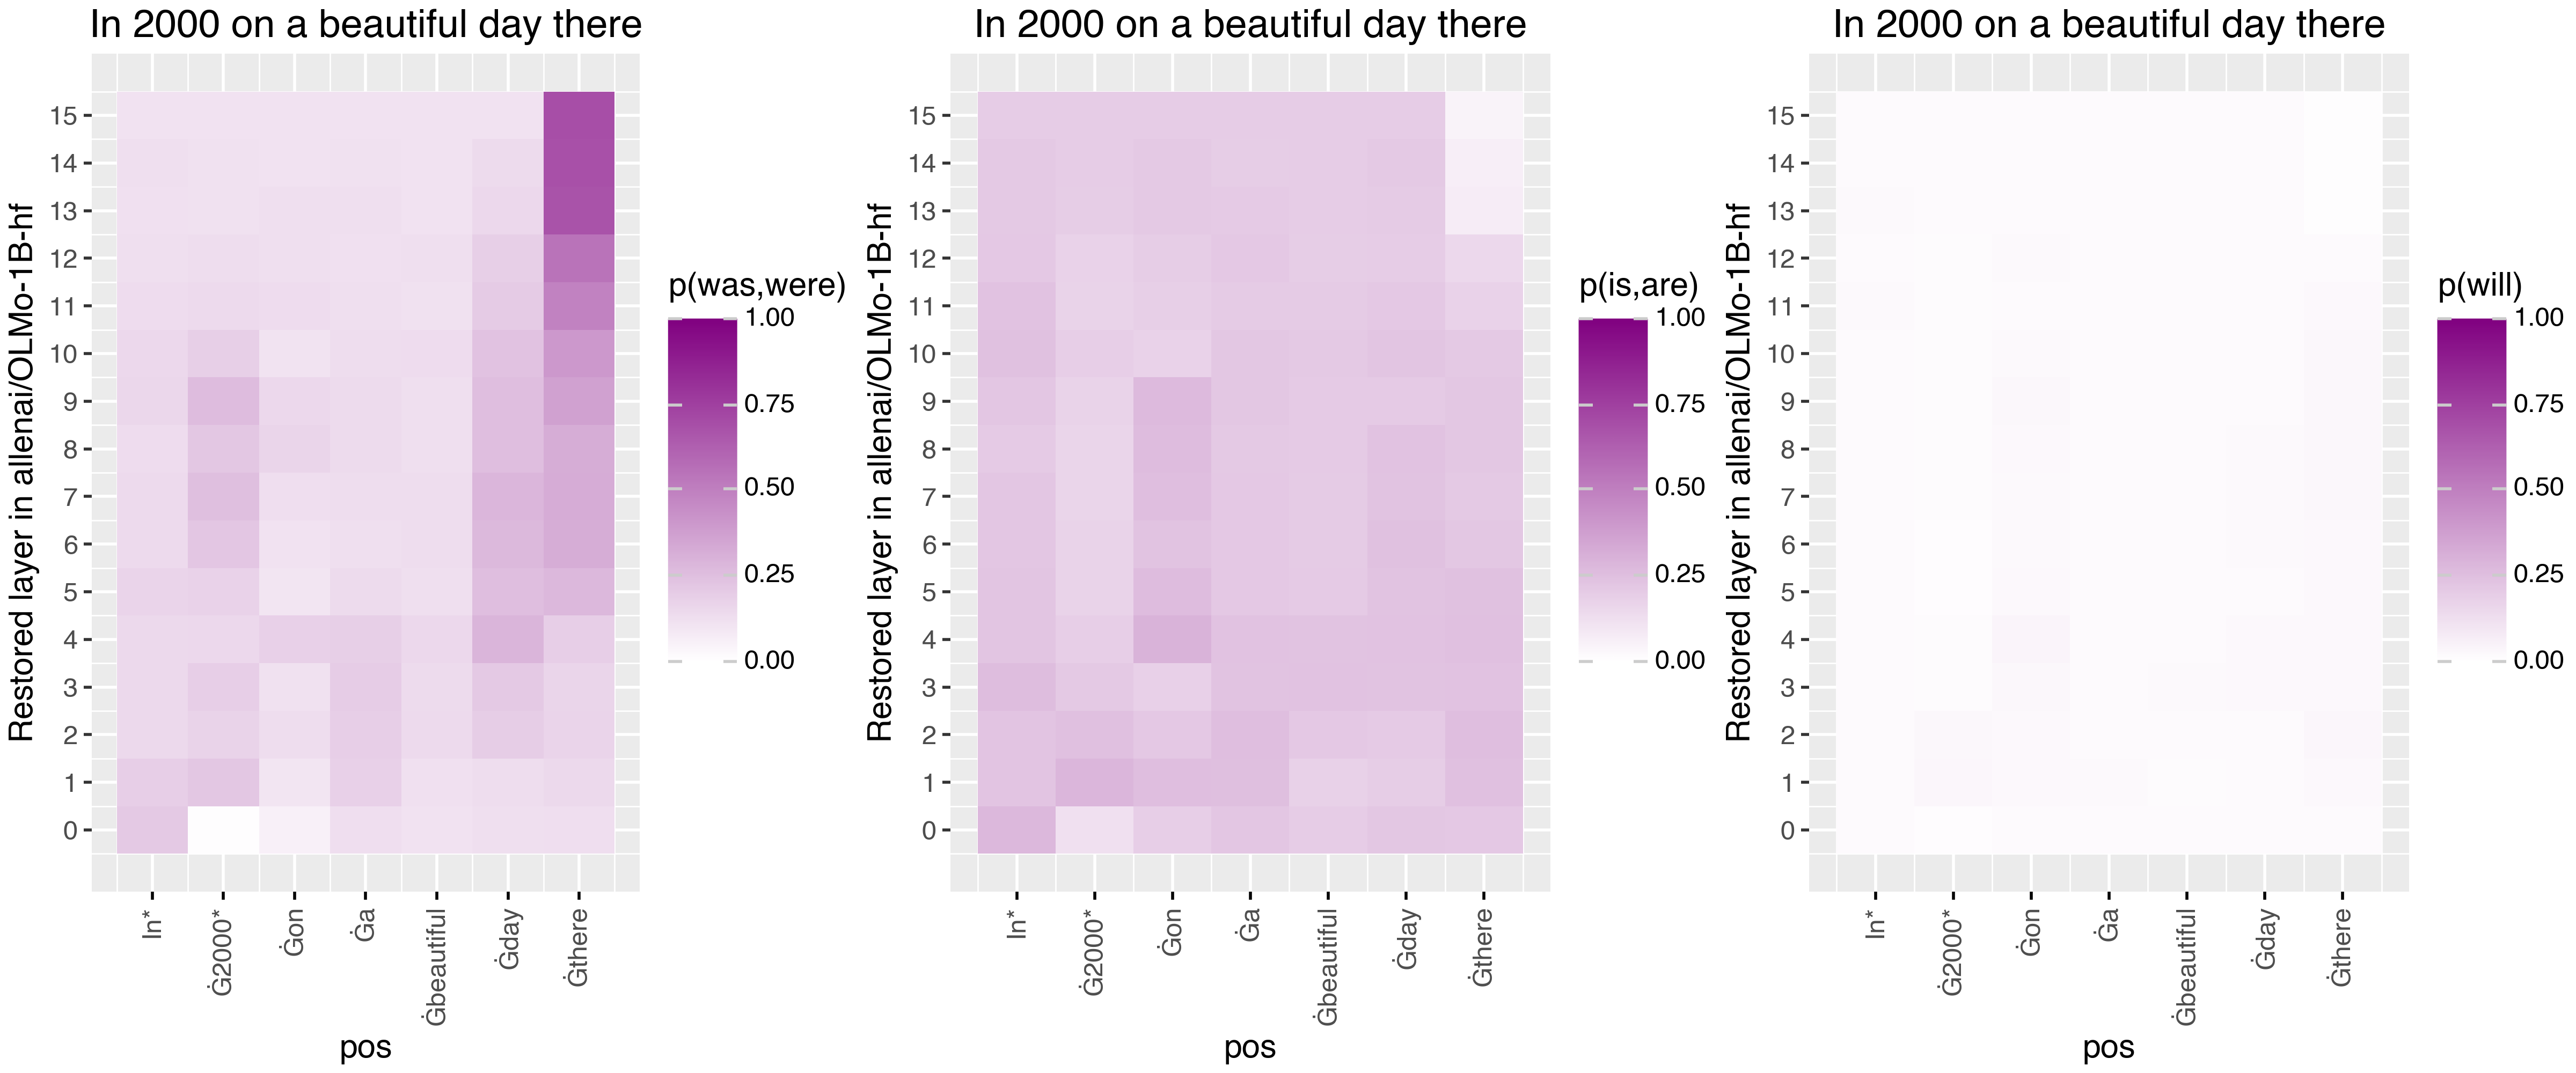 In 2000 on a beautiful day there
Restored layer in allenai/OLMo-1B-hf
15
14
13
12
11
10
9
8
7
6
5
4
3
2
1
0
In*
Ġ2000*
Ġon
Ġa
Ġbeautiful
Ġday
Ġthere
pos
p(was,were)
1.00
0.75
0.50
0.25
0.00
In 2000 on a beautiful day there
Restored layer in allenai/OLMo-1B-hf
15
14
13
12
11
10
9
8
7
6
5
4
3
2
1
0
In*
Ġ2000*
Ġon
Ġa
Ġbeautiful
Ġday
Ġthere
pos
p(is,are)
1.00
0.75
0.50
0.25
0.00
In 2000 on a beautiful day there
Restored layer in allenai/OLMo-1B-hf
15
14
13
12
11
10
9
8
7
6
5
4
3
2
1
0
In*
Ġ2000*
Ġon
Ġa
Ġbeautiful
Ġday
Ġthere
pos
p(will)
1.00
0.75
0.50
0.25
0.00